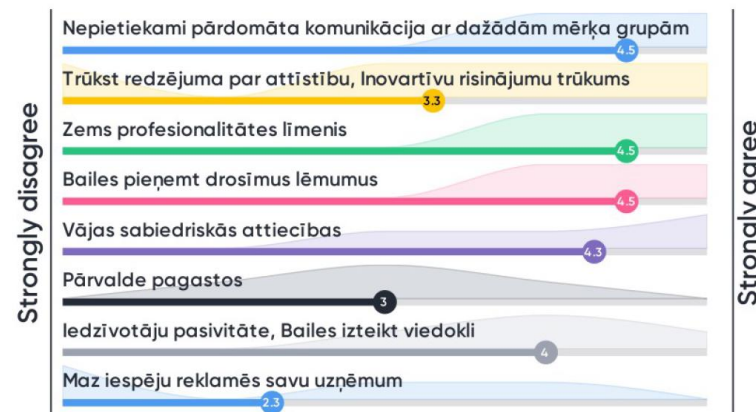 Nepietiekami pārdomāta komunikācija ar dažādām mērķa grupām
4.5
Trūkst redzējuma par attīstību, Inovartīvu risinājumu trūkums
3.3
Zems profesionalitātes līmenis
4.5
Bailes pieņemt drosīmus lēmumus
4.5
Vājas sabiedriskās attiecības
4.3
Pārvalde pagastos
3
Iedzīvotāju pasivitāte, Bailes izteikt viedokli
4
Maz iespēju reklamēs savu uzņēmum
2.3
Strongly disagree
Strongly agree